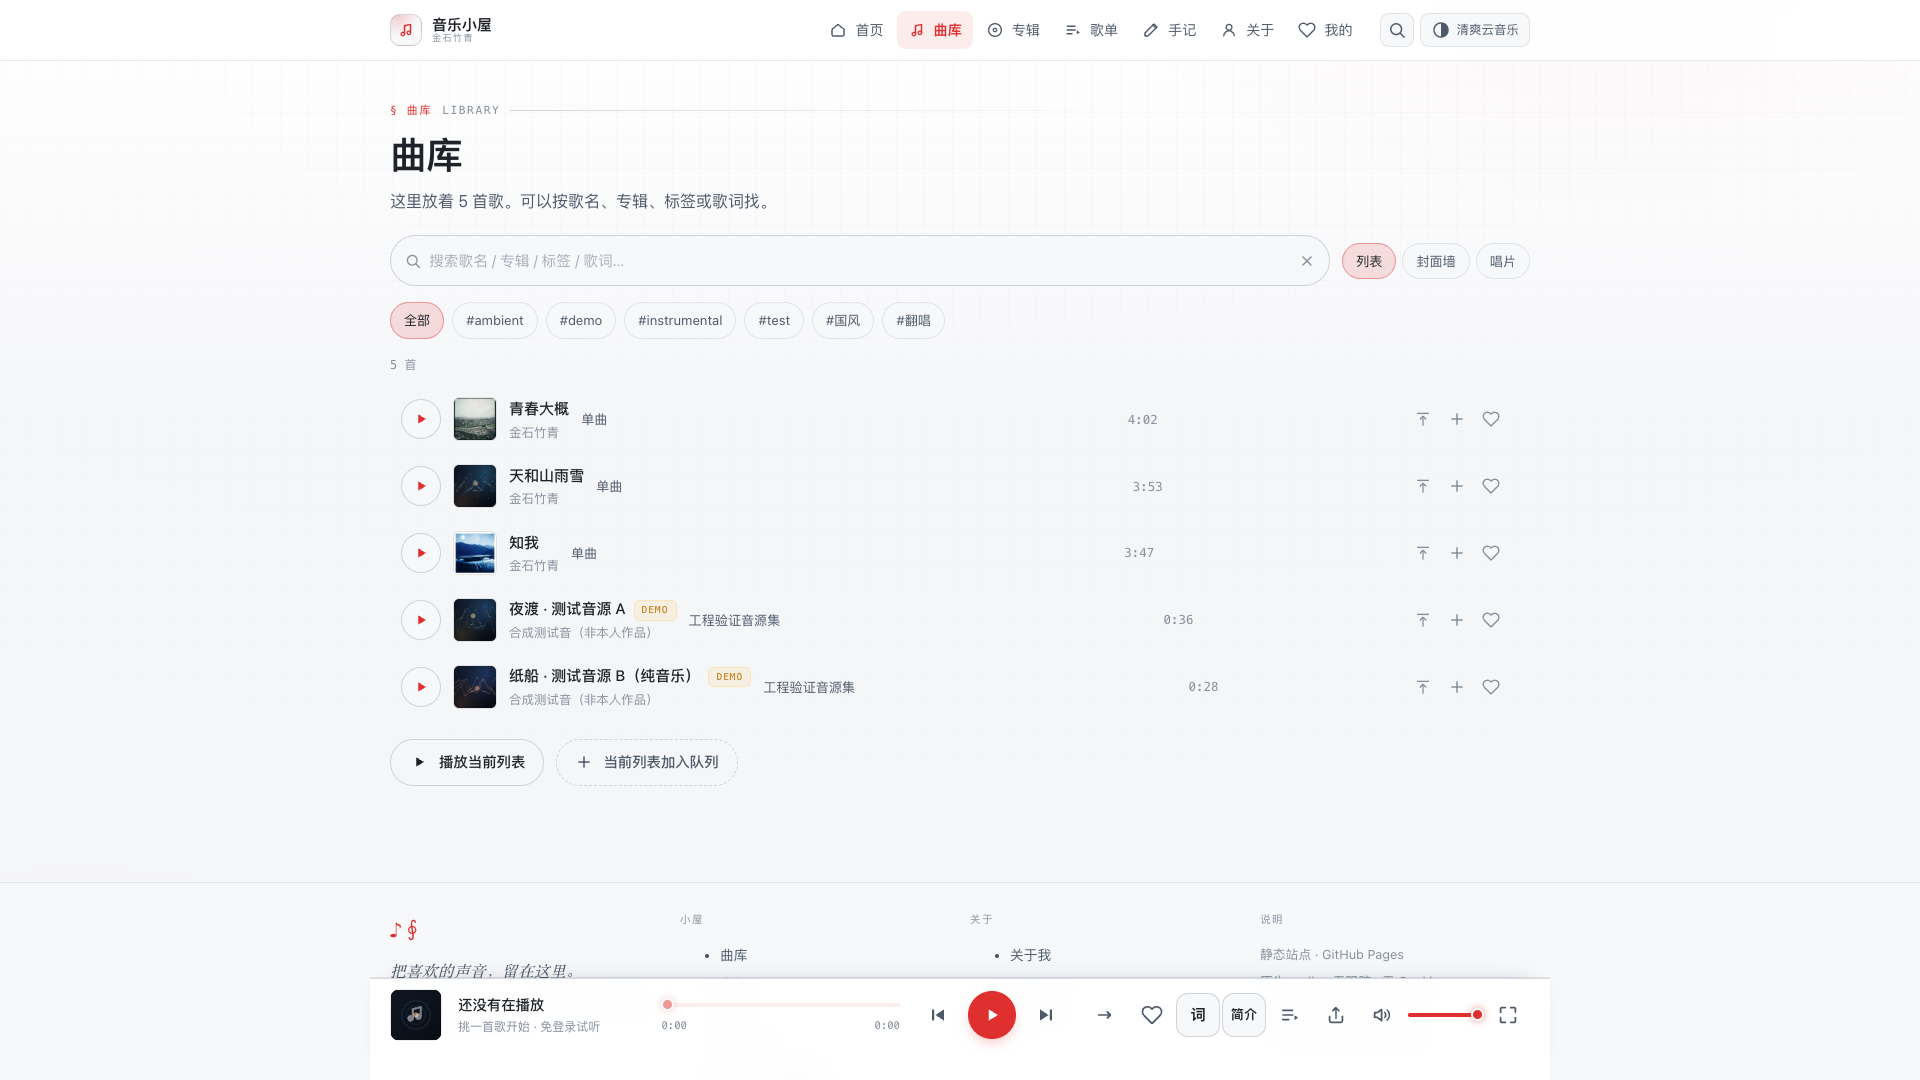 音乐小屋
金石竹青
首页
曲库
专辑
歌单
手记
关于
我的
清爽云音乐
§ 曲库 LIBRARY
曲库
这里放着 5 首歌。可以按歌名、专辑、标签或歌词找。
搜索歌名 / 专辑 / 标签 / 歌词...
列表
封面墙
唱片
全部
#ambient
#demo
#instrumental
#test
#国风
#翻唱
5 首
青春大概
金石竹青
单曲
4:02
天和山雨雪
金石竹青
单曲
3:53
知我
金石竹青
单曲
3:47
夜渡 · 测试音源 A DEMO
合成测试音（非本人作品）
工程验证音源集
0:36
纸船 · 测试音源 B（纯音乐） DEMO
合成测试音（非本人作品）
工程验证音源集
0:28
播放当前列表
当前列表加入队列
把喜欢的声音，留在这里。
小屋
曲库
关于
关于我
说明
静态站点 · GitHub Pages
还没有在播放
挑一首歌开始 · 免登录试听
0:00
0:00
词
简介